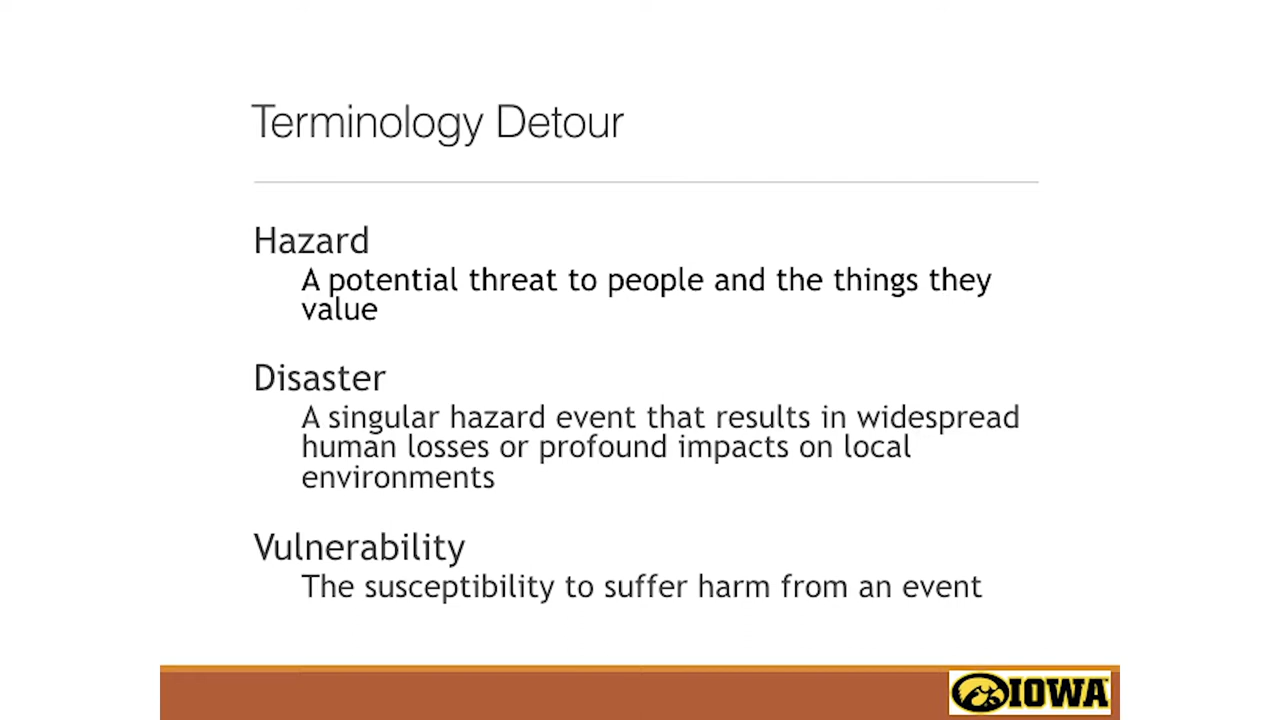 Terminology Detour
Hazard
A potential threat to people and the things they
value
Disaster
A singular hazard event that results in widespread
human losses or profound impacts on local
environments
Vulnerability
The susceptibility to suffer harm from an event
IOWA